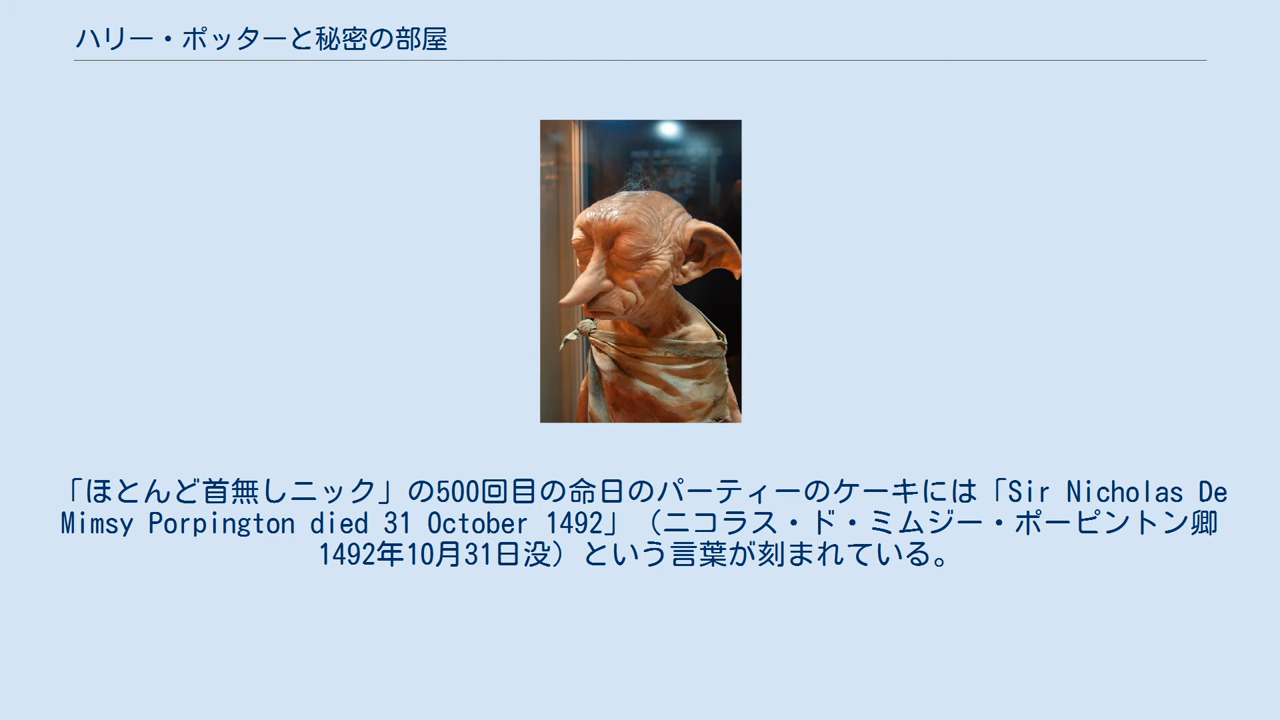 ハリー・ポッターと秘密の部屋
「ほとんど首無しニック」の500回目の命日のパーティーのケーキには「Sir Nicholas De
Mimsy Porpington died 31 October 1492」（ニコラス・ド・ミムジー・ポーピントン卿
1492年10月31日没）という言葉が刻まれている。